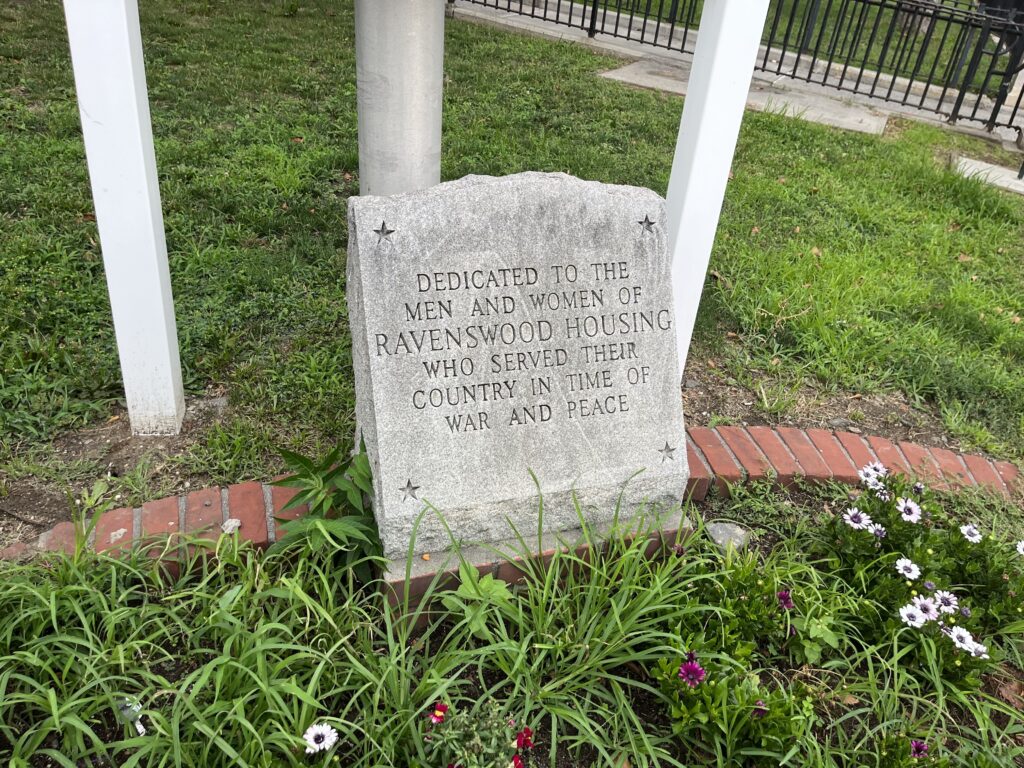 DEDICATED TO THE
MEN AND WOMEN OF
RAVENSWOOD HOUSING
WHO SERVED THEIR
COUNTRY IN TIME OF
WAR AND PEACE